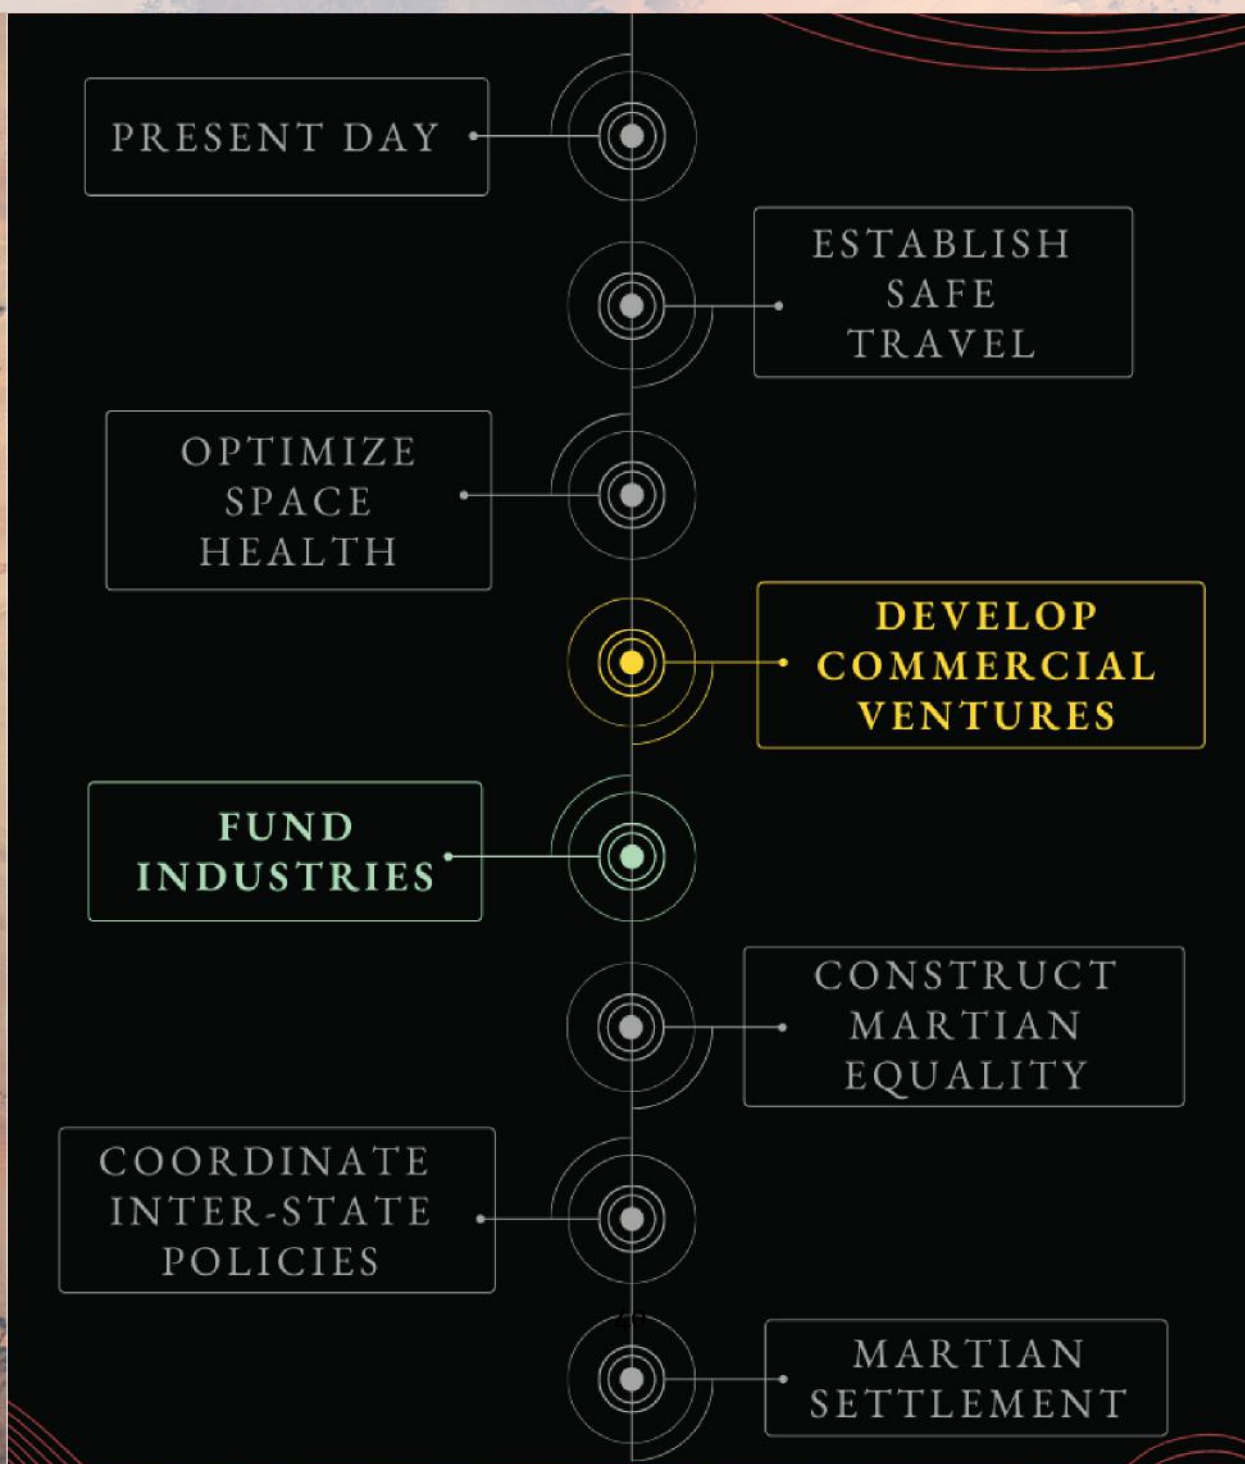 PRESENT DAY
ESTABLISH
SAFE
TRAVEL
OPTIMIZE
SPACE
HEALTH
DEVELOP
COMMERCIAL
VENTURES
FUND
INDUSTRIES
CONSTRUCT
MARTIAN
EQUALITY
COORDINATE
INTER-STATE
POLICIES
MARTIAN
SETTLEMENT